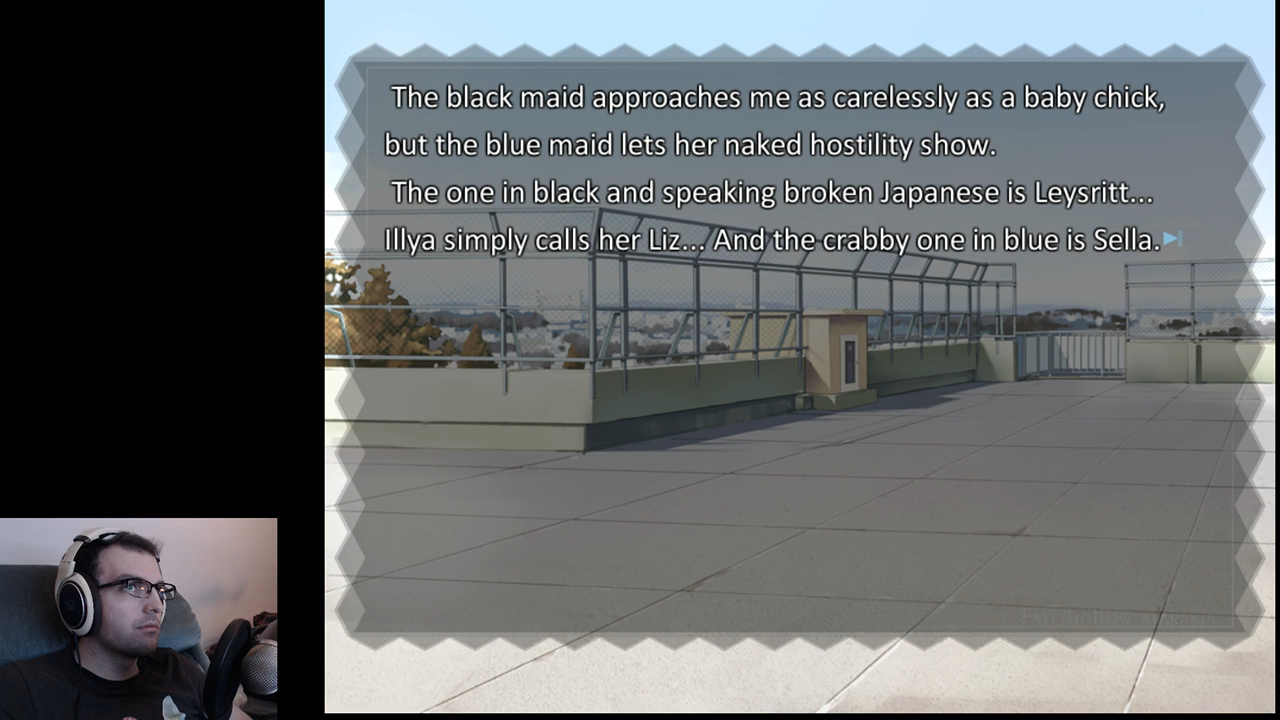 The black maid approaches me as carelessly as a baby chick,
but the blue maid lets her naked hostility show.
The one in black and speaking broken Japanese is Leysritt...
Illya simply calls her Liz... And the crabby one in blue is Sella.